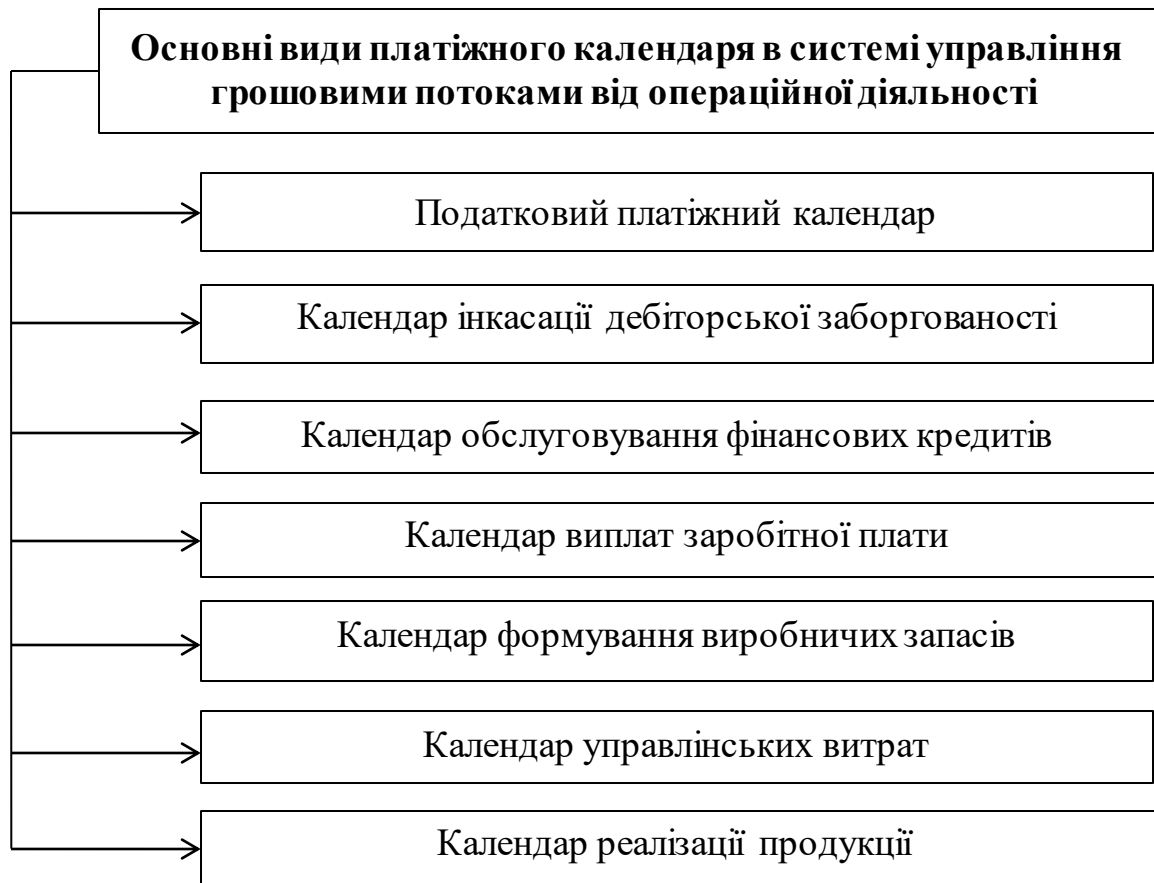 Основні види платіжного календаря в системі управління
грошовими потоками від операційної діяльності
Податковий платіжний календар
Календар інкасації дебіторської заборгованості
Календар обслуговування фінансових кредитів
Календар виплат заробітної плати
Календар формування виробничих запасів
Календар управлінських витрат
Календар реалізації продукції